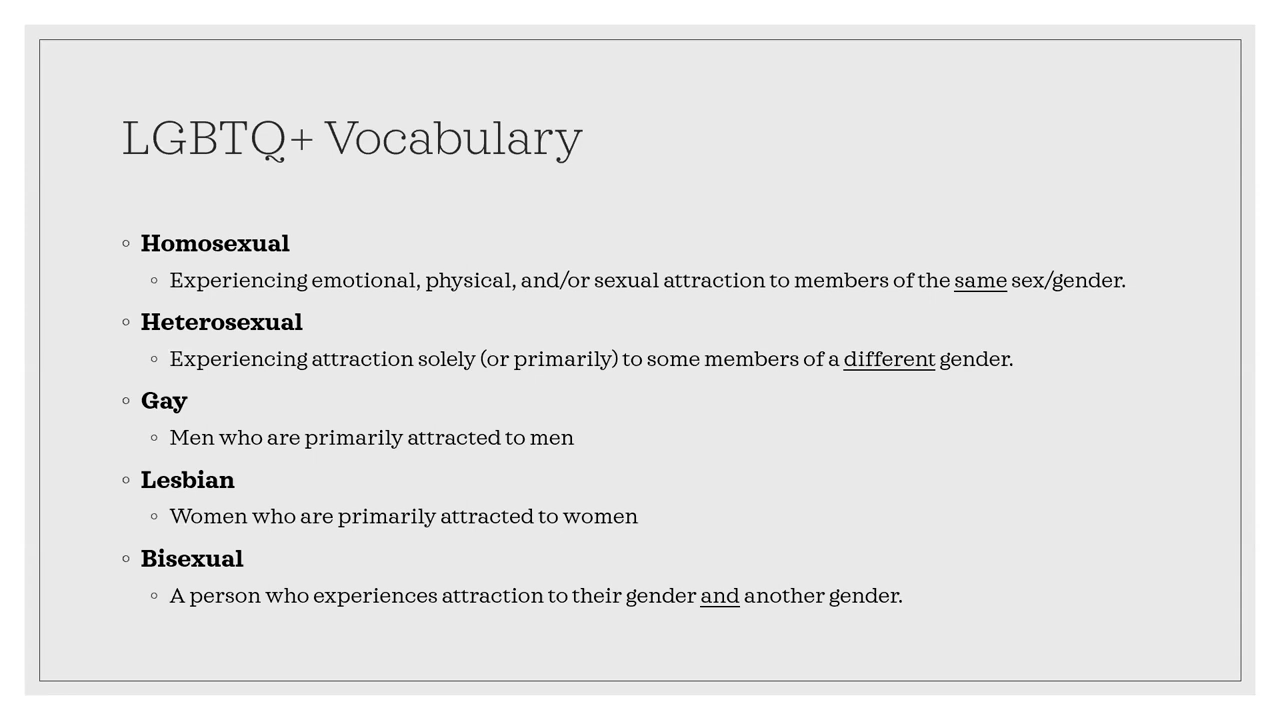 LGBTQ+ Vocabulary
◦ Homosexual
◦ Experiencing emotional, physical, and/or sexual attraction to members of the same sex/gender.
◦ Heterosexual
◦ Experiencing attraction solely (or primarily) to some members of a different gender.
◦ Gay
◦ Men who are primarily attracted to men
◦ Lesbian
◦ Women who are primarily attracted to women
◦ Bisexual
◦ A person who experiences attraction to their gender and another gender.